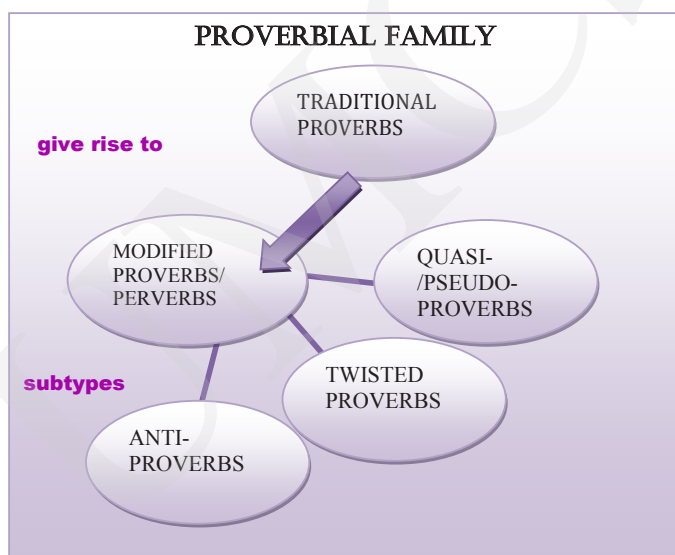 PROVERBIAL FAMILY
TRADITIONAL
PROVERBS
give rise to
MODIFIED
PROVERBS/
PERVERBS
QUASI-
/PSEUDO-
PROVERBS
subtypes
TWISTED
PROVERBS
ANTI-
PROVERBS